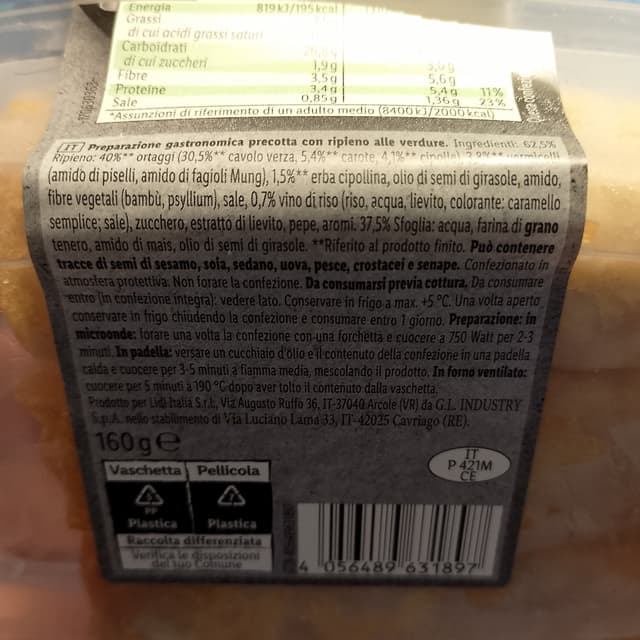 Energia 819 kJ/195 kcal
Grassi
di cui acidi grassi saturi
Carboidrati
di cui zuccheri 1,9 g
Fibre 3,5 g 5,6 g
Proteine 3,4 g 5,4 g 11%
Sale 0,85 g 1,36 g 23%
*Assunzioni di riferimento di un adulto medio (8400 kJ/2000 kcal)
IT Preparazione gastronomica precotta con ripieno alle verdure. Ingredienti: 62,5%
Ripieno: 40%** ortaggi (30,5%** cavolo verza, 5,4%** carote, 4,1%** cipolle), vermicelli
(amido di piselli, amido di fagioli Mung), 1,5%** erba cipollina, olio di semi di girasole, amido,
fibre vegetali (bambù, psyllium), sale, 0,7% vino di riso (riso, acqua, lievito, colorante: caramello
semplice; sale), zucchero, estratto di lievito, pepe, aromi. 37,5% Sfoglia: acqua, farina di grano
tenero, amido di mais, olio di semi di girasole. **Riferito al prodotto finito. Può contenere
tracce di semi di sesamo, soia, sedano, uova, pesce, crostacei e senape. Confezionato in
atmosfera protettiva. Non forare la confezione. Da consumarsi previa cottura. Da consumare
entro (in confezione integra): vedere lato. Conservare in frigo a max. +5 °C. Una volta aperto
conservare in frigo chiudendo la confezione e consumare entro 1 giorno. Preparazione: in
microonde: forare una volta la confezione con una forchetta e cuocere a 750 Watt per 2-3
minuti. In padella: versare un cucchiaio d'olio e il contenuto della confezione in una padella
calda e cuocere per 3-5 minuti a fiamma media, mescolando il prodotto. In forno ventilato:
cuocere per 5 minuti a 190 °C dopo aver tolto il contenuto dalla vaschetta.
Prodotto per Lidl Italia S.r.l., Via Augusto Ruffo 36, IT-37040 Arcole (VR) da G.L. INDUSTRY
S.p.A. nello stabilimento di Via Luciano Lama 33, IT-42025 Cavriago (RE).
160 g e
IT
P 421M
CE
Vaschetta Pellicola
PP 7
Plastica Plastica
Raccolta differenziata
Verifica le disposizioni
del tuo Comune
4 056489 631897